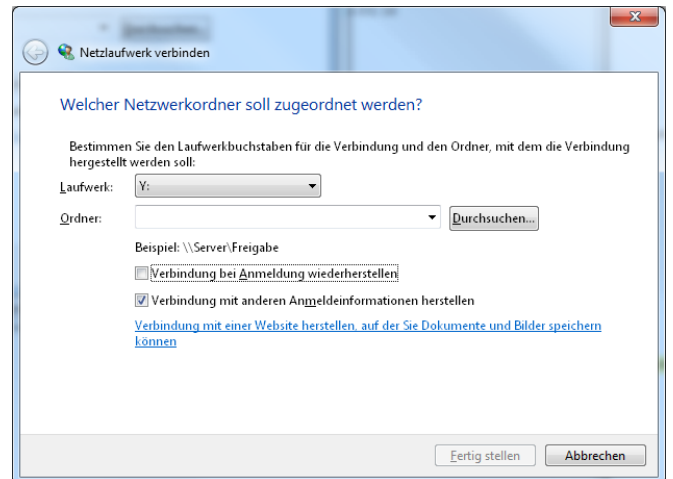 Netzlaufwerk verbinden
Welcher Netzwerkordner soll zugeordnet werden?
Bestimmen Sie den Laufwerkbuchstaben für die Verbindung und den Ordner, mit dem die Verbindung
hergestellt werden soll:
Laufwerk: Y:
Ordner: Durchsuchen...
Beispiel: \\Server\Freigabe
Verbindung bei Anmeldung wiederherstellen
Verbindung mit anderen Anmeldeinformationen herstellen
Verbindung mit einer Website herstellen, auf der Sie Dokumente und Bilder speichern
können
Fertig stellen Abbrechen